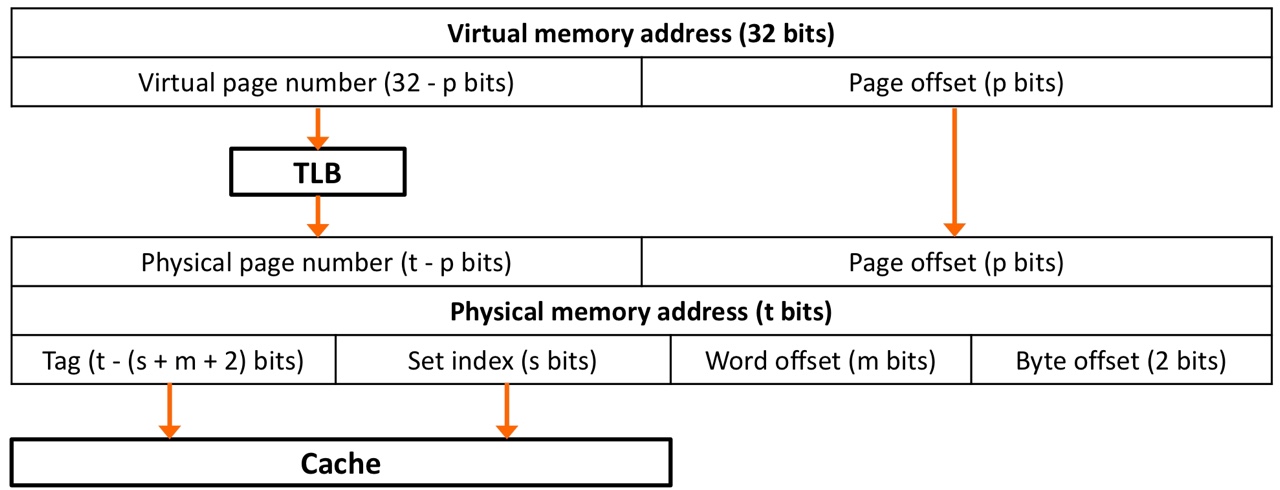 Virtual memory address (32 bits)
Virtual page number (32 - p bits)
Page offset (p bits)
TLB
Physical page number (t - p bits)
Page offset (p bits)
Physical memory address (t bits)
Tag (t - (s + m + 2) bits)
Set index (s bits)
Word offset (m bits)
Byte offset (2 bits)
Cache